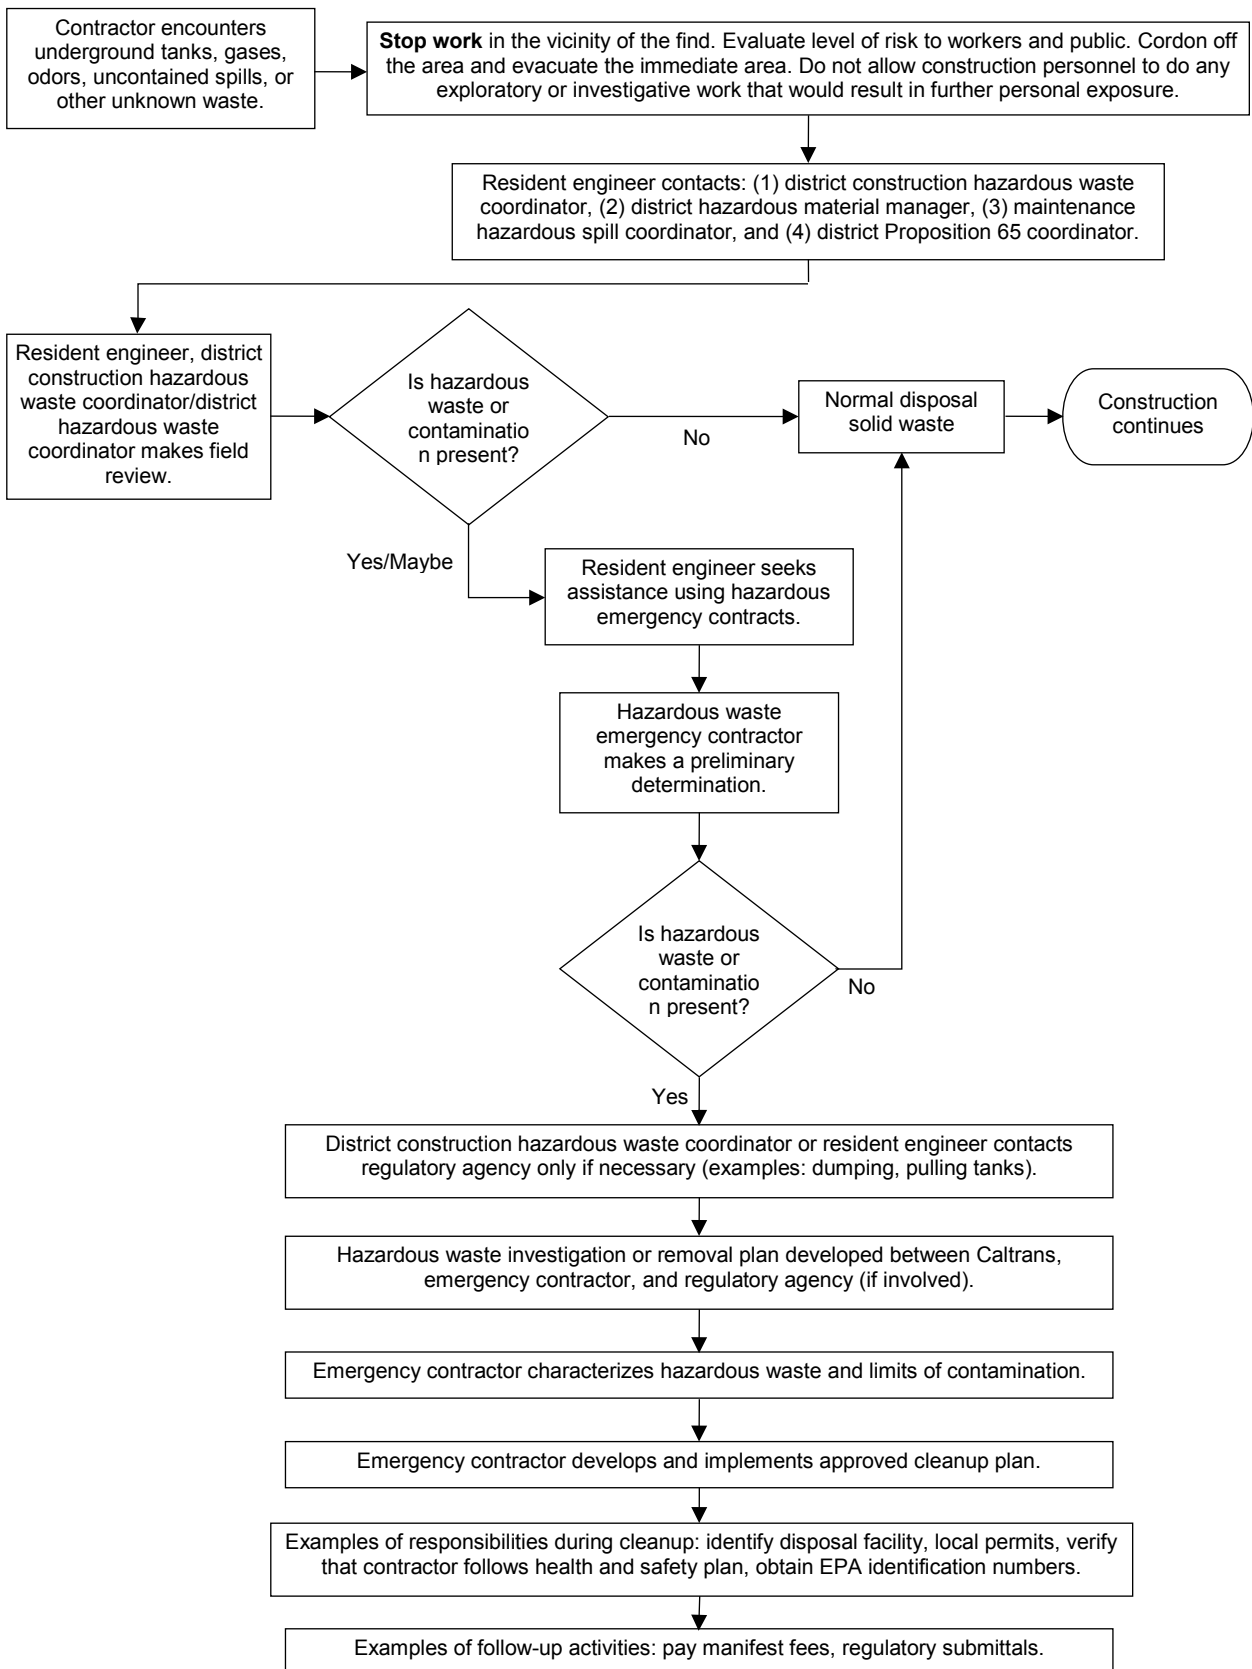 Contractor encounters
underground tanks, gases,
odors, uncontained spills, or
other unknown waste.
Stop work in the vicinity of the find. Evaluate level of risk to workers and public. Cordon off
the area and evacuate the immediate area. Do not allow construction personnel to do any
exploratory or investigative work that would result in further personal exposure.
Resident engineer contacts: (1) district construction hazardous waste
coordinator, (2) district hazardous material manager, (3) maintenance
hazardous spill coordinator, and (4) district Proposition 65 coordinator.
Resident engineer, district
construction hazardous
waste coordinator/district
hazardous waste
coordinator makes field
review.
Is hazardous
waste or
contaminatio
n present?
No
Normal disposal
solid waste
Construction
continues
Yes/Maybe
Resident engineer seeks
assistance using hazardous
emergency contracts.
Hazardous waste
emergency contractor
makes a preliminary
determination.
Is hazardous
waste or
contaminatio
n present?
No
Yes
District construction hazardous waste coordinator or resident engineer contacts
regulatory agency only if necessary (examples: dumping, pulling tanks).
Hazardous waste investigation or removal plan developed between Caltrans,
emergency contractor, and regulatory agency (if involved).
Emergency contractor characterizes hazardous waste and limits of contamination.
Emergency contractor develops and implements approved cleanup plan.
Examples of responsibilities during cleanup: identify disposal facility, local permits, verify
that contractor follows health and safety plan, obtain EPA identification numbers.
Examples of follow-up activities: pay manifest fees, regulatory submittals.